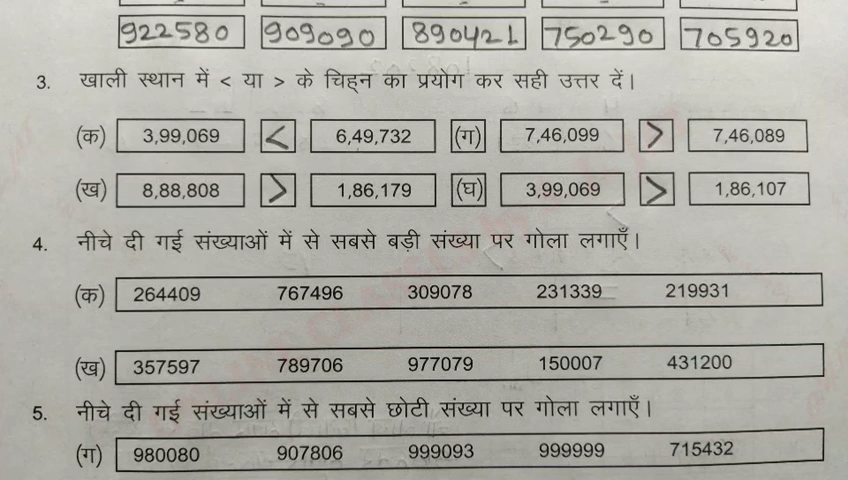 922580 909090 890421 750290 705920
3. खाली स्थान में < या > के चिह्न का प्रयोग कर सही उत्तर दें।
(क) 3,99,069 < 6,49,732 (ग) 7,46,099 > 7,46,089
(ख) 8,88,808 > 1,86,179 (घ) 3,99,069 > 1,86,107
4. नीचे दी गई संख्याओं में से सबसे बड़ी संख्या पर गोला लगाएँ।
(क) 264409 767496 309078 231339 219931
(ख) 357597 789706 977079 150007 431200
5. नीचे दी गई संख्याओं में से सबसे छोटी संख्या पर गोला लगाएँ।
(ग) 980080 907806 999093 999999 715432